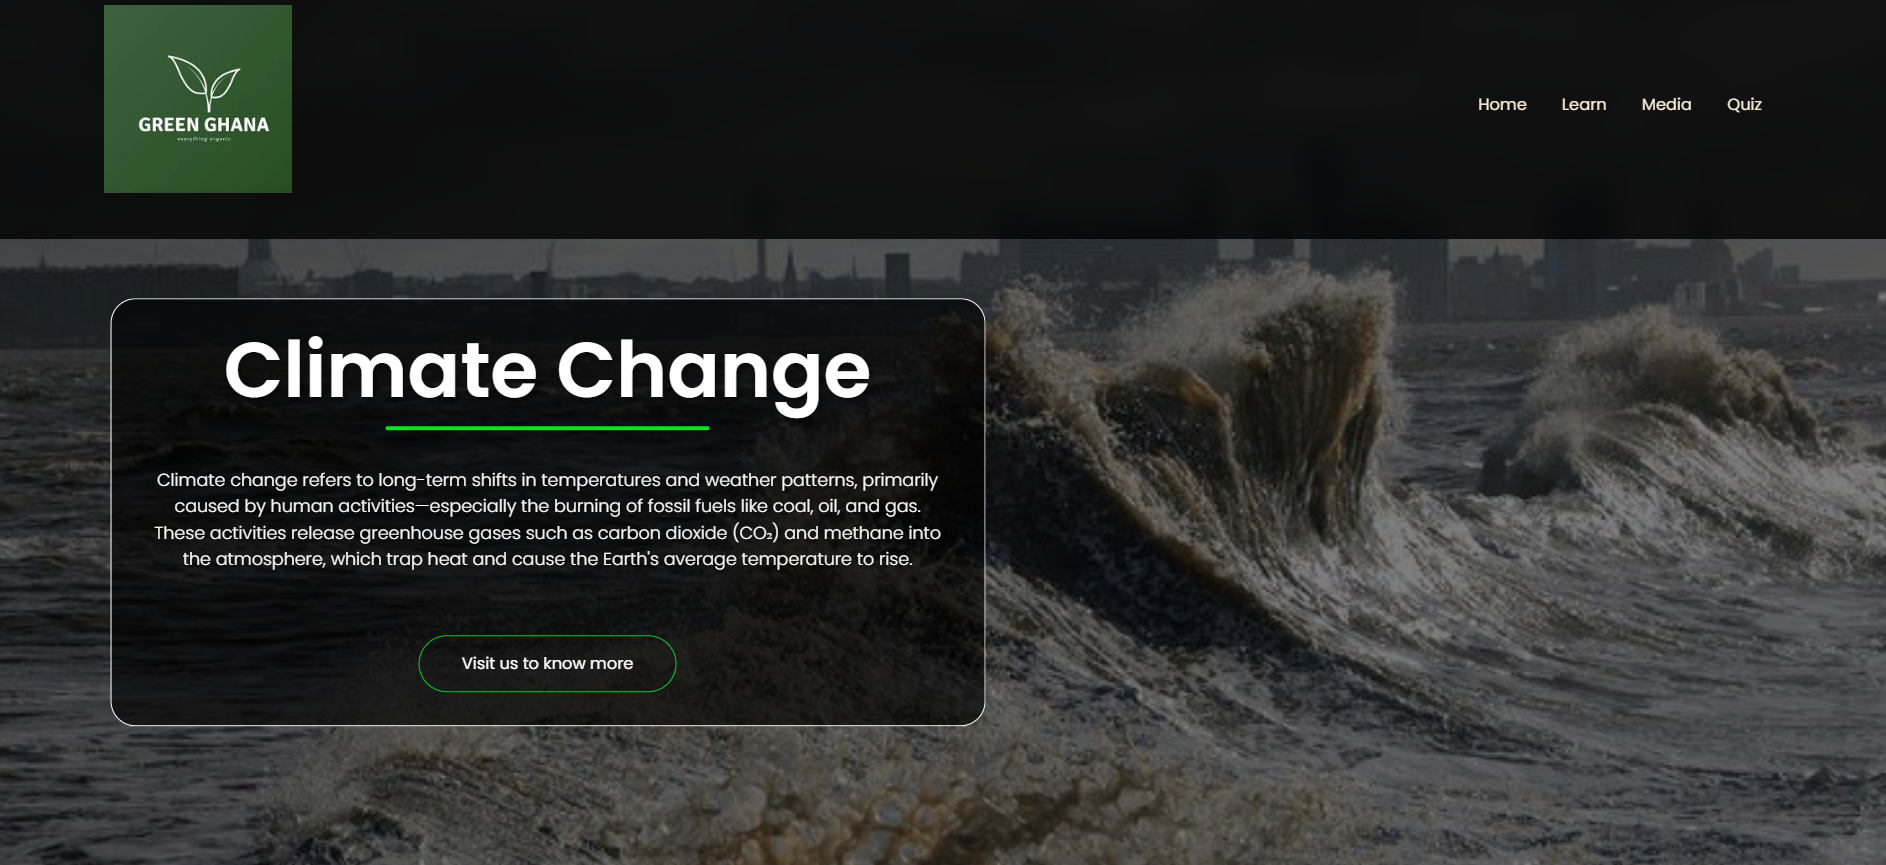 GREEN GHANA
everything organic
Home
Learn
Media
Quiz
Climate Change
Climate change refers to long-term shifts in temperatures and weather patterns, primarily
caused by human activities—especially the burning of fossil fuels like coal, oil, and gas.
These activities release greenhouse gases such as carbon dioxide (CO₂) and methane into
the atmosphere, which trap heat and cause the Earth's average temperature to rise.
Visit us to know more